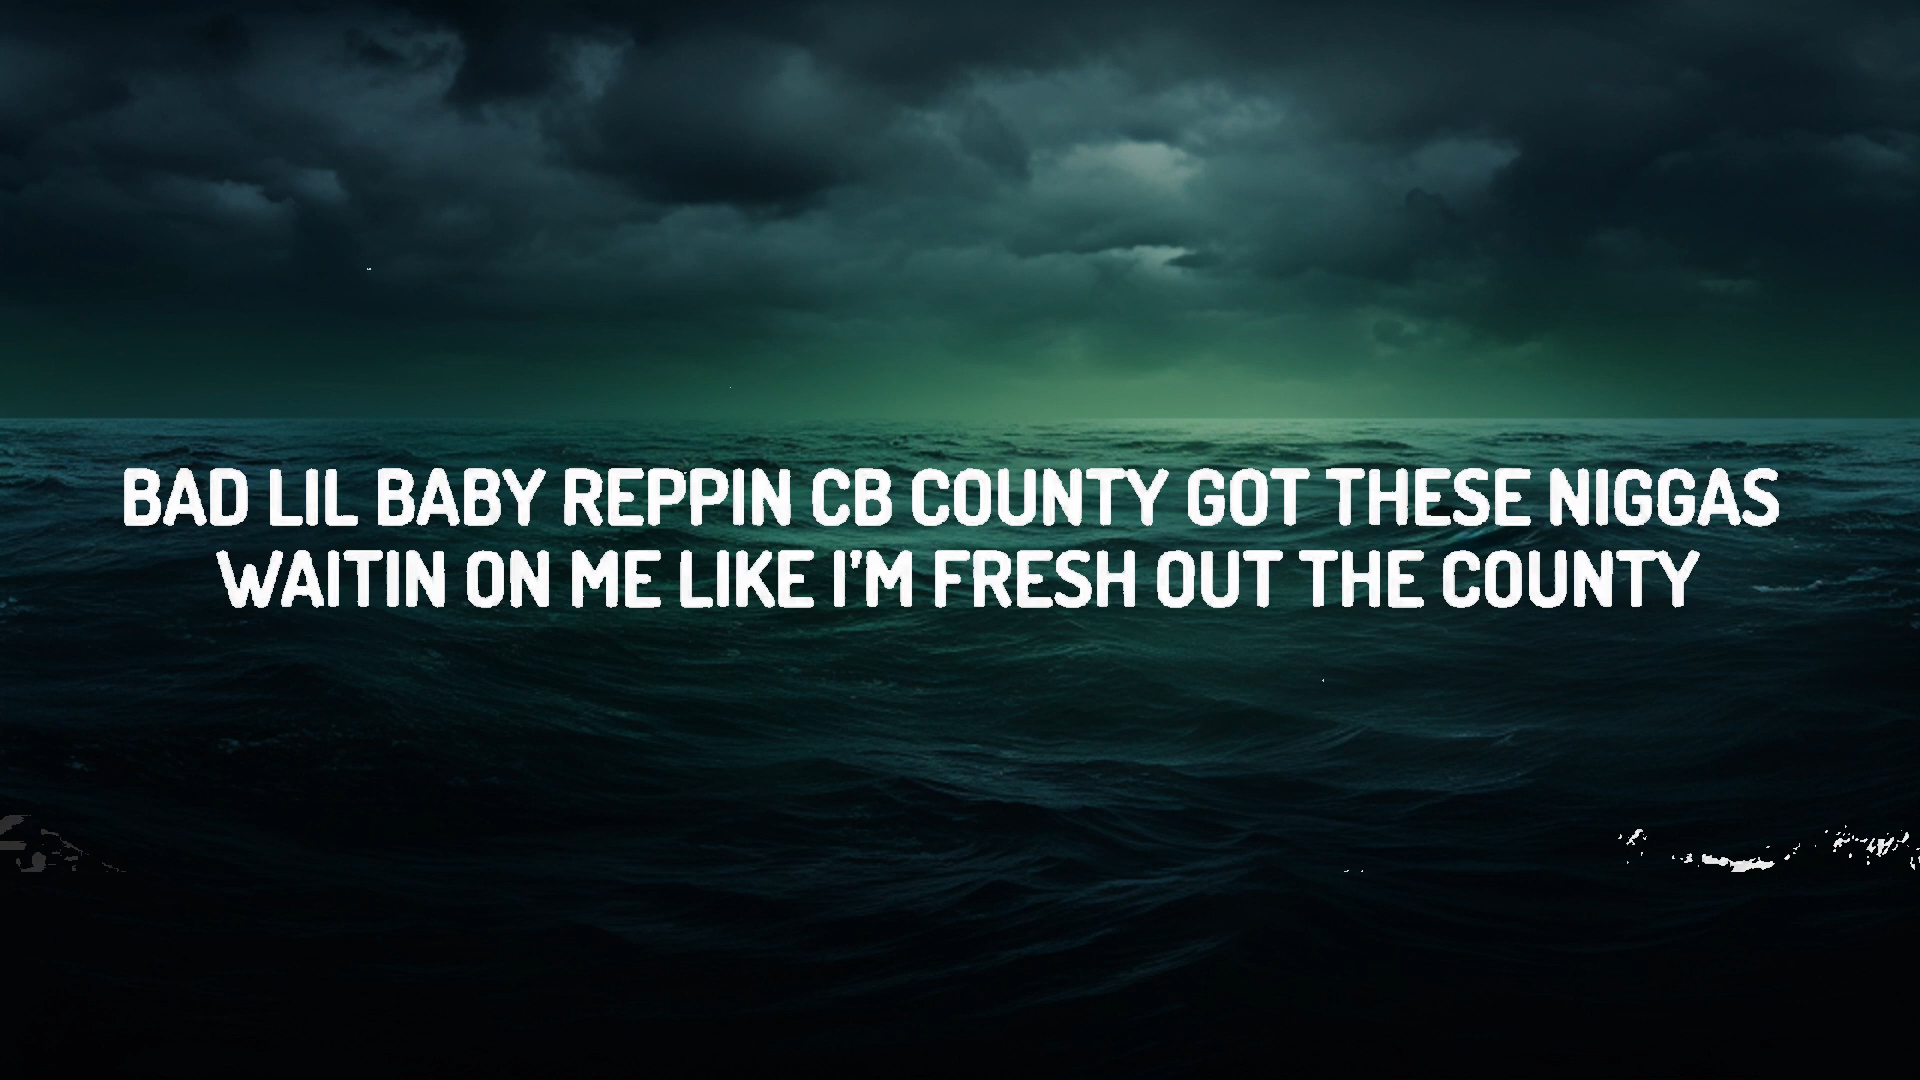 BAD LIL BABY REPPIN CB COUNTY GOT THESE NIGGAS
WAITIN ON ME LIKE I'M FRESH OUT THE COUNTY